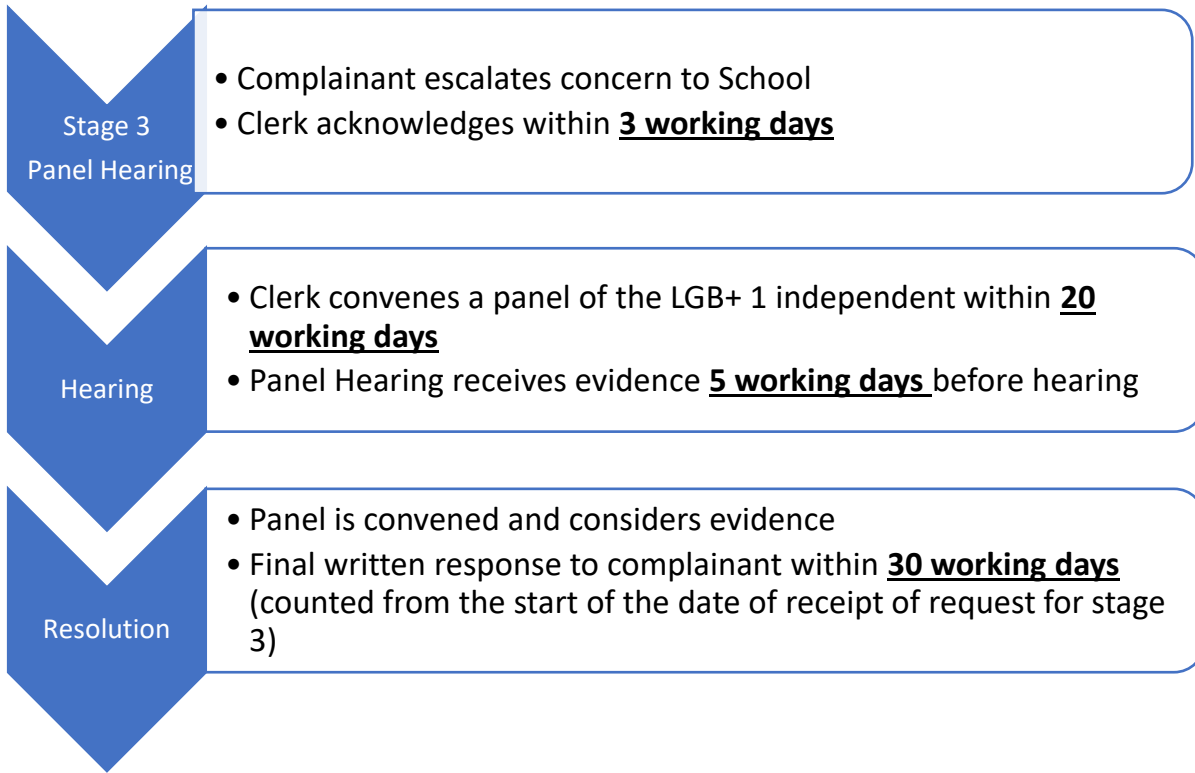 Stage 3
Panel Hearing
• Complainant escalates concern to School
• Clerk acknowledges within 3 working days
Hearing
• Clerk convenes a panel of the LGB+ 1 independent within 20
working days
• Panel Hearing receives evidence 5 working days before hearing
Resolution
• Panel is convened and considers evidence
• Final written response to complainant within 30 working days
(counted from the start of the date of receipt of request for stage
3)